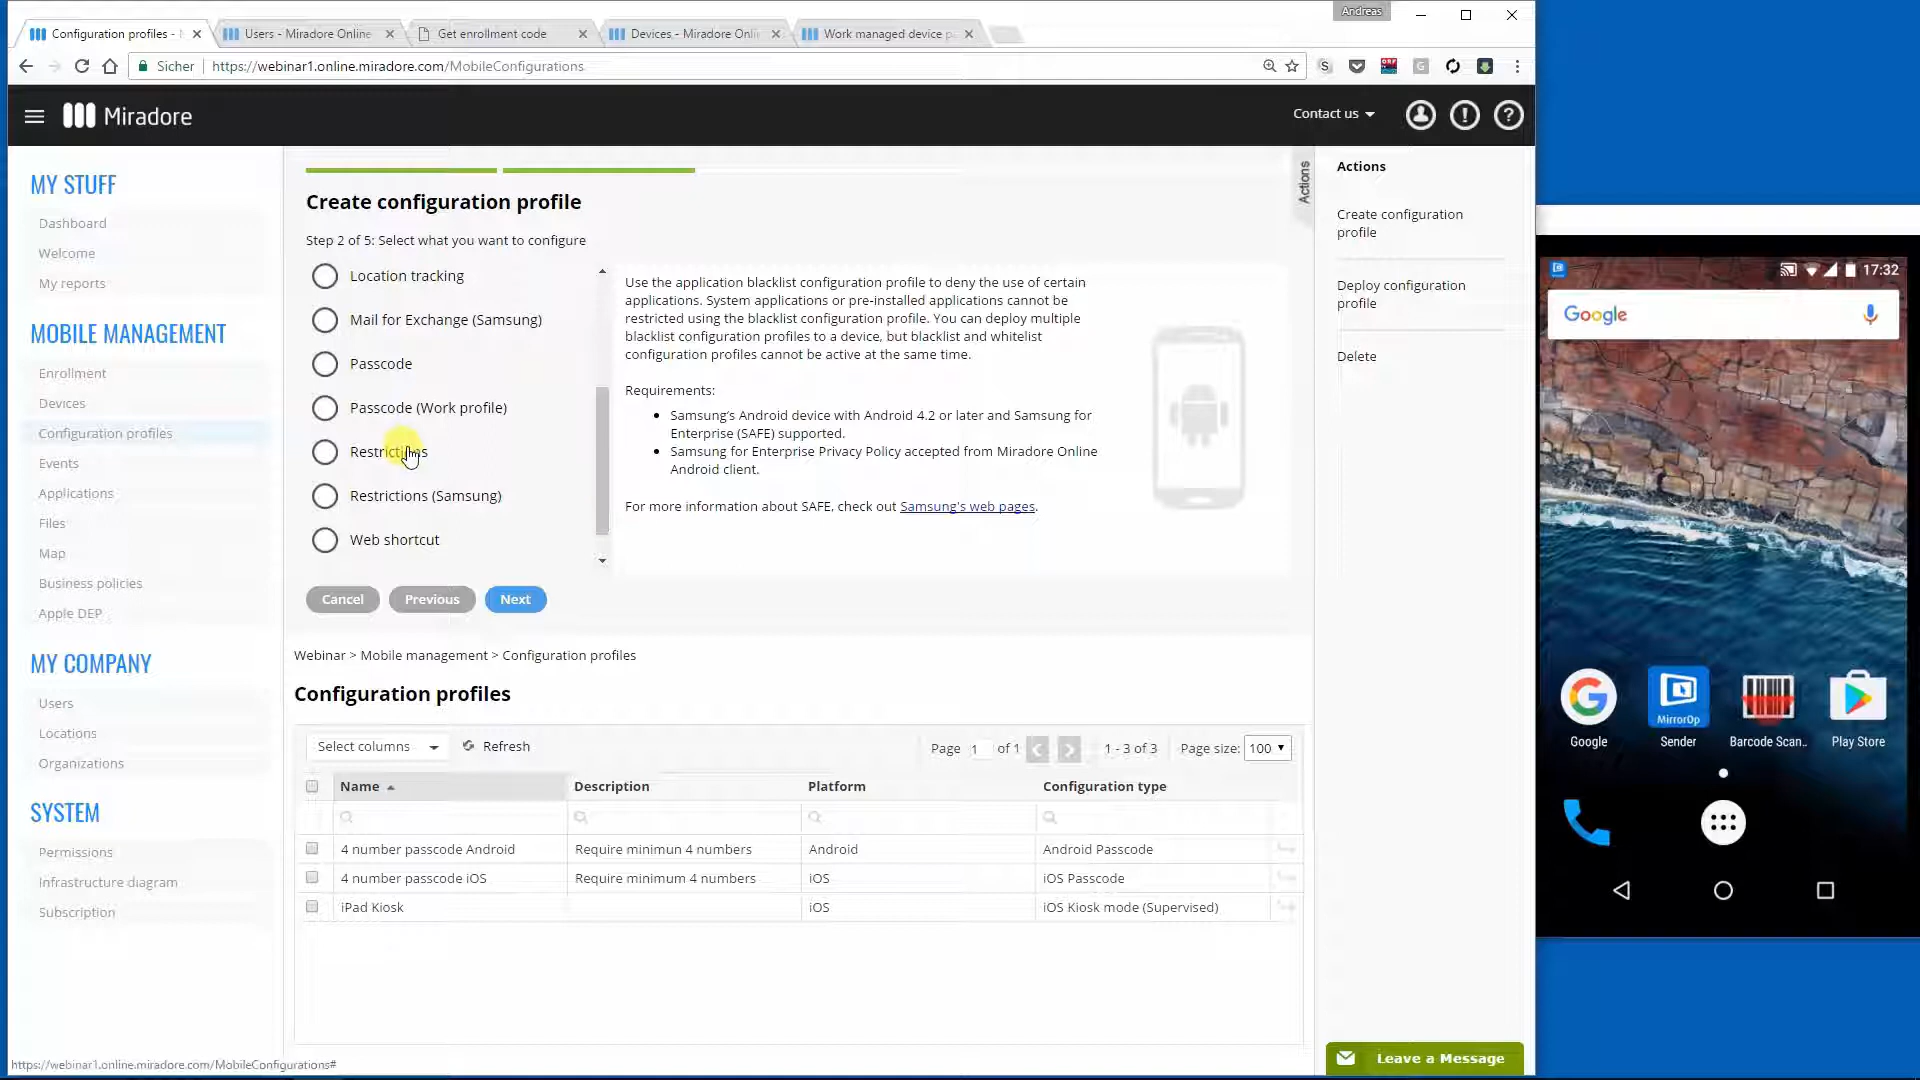 Andreas
Configuration profiles -
Users - Miradore Online
Get enrollment code
Devices - Miradore Onli
Work managed device p
Sicher
https://webinar1.online.miradore.com/MobileConfigurations
Miradore
Contact us
MY STUFF
Dashboard
Welcome
My reports
MOBILE MANAGEMENT
Enrollment
Devices
Configuration profiles
Events
Applications
Files
Map
Business policies
Apple DEP
MY COMPANY
Users
Locations
Organizations
SYSTEM
Permissions
Infrastructure diagram
Subscription
Create configuration profile
Step 2 of 5: Select what you want to configure
Location tracking
Mail for Exchange (Samsung)
Passcode
Passcode (Work profile)
Restrictions
Restrictions (Samsung)
Web shortcut
Use the application blacklist configuration profile to deny the use of certain
applications. System applications or pre-installed applications cannot be
restricted using the blacklist configuration profile. You can deploy multiple
blacklist configuration profiles to a device, but blacklist and whitelist
configuration profiles cannot be active at the same time.
Requirements:
Samsung's Android device with Android 4.2 or later and Samsung for
Enterprise (SAFE) supported.
Samsung for Enterprise Privacy Policy accepted from Miradore Online
Android client.
For more information about SAFE, check out Samsung's web pages.
Cancel
Previous
Next
Actions
Actions
Create configuration
profile
Deploy configuration
profile
Delete
Webinar > Mobile management > Configuration profiles
Configuration profiles
Select columns
Refresh
Page 1 of 1
1 - 3 of 3
Page size: 100
Name
Description
Platform
Configuration type
4 number passcode Android
Require minimun 4 numbers
Android
Android Passcode
4 number passcode iOS
Require minimum 4 numbers
iOS
iOS Passcode
iPad Kiosk
iOS
iOS Kiosk mode (Supervised)
https://webinar1.online.miradore.com/MobileConfigurations#
Leave a Message
17:32
Google
MirrorOp
Google
Sender
Barcode Scan..
Play Store